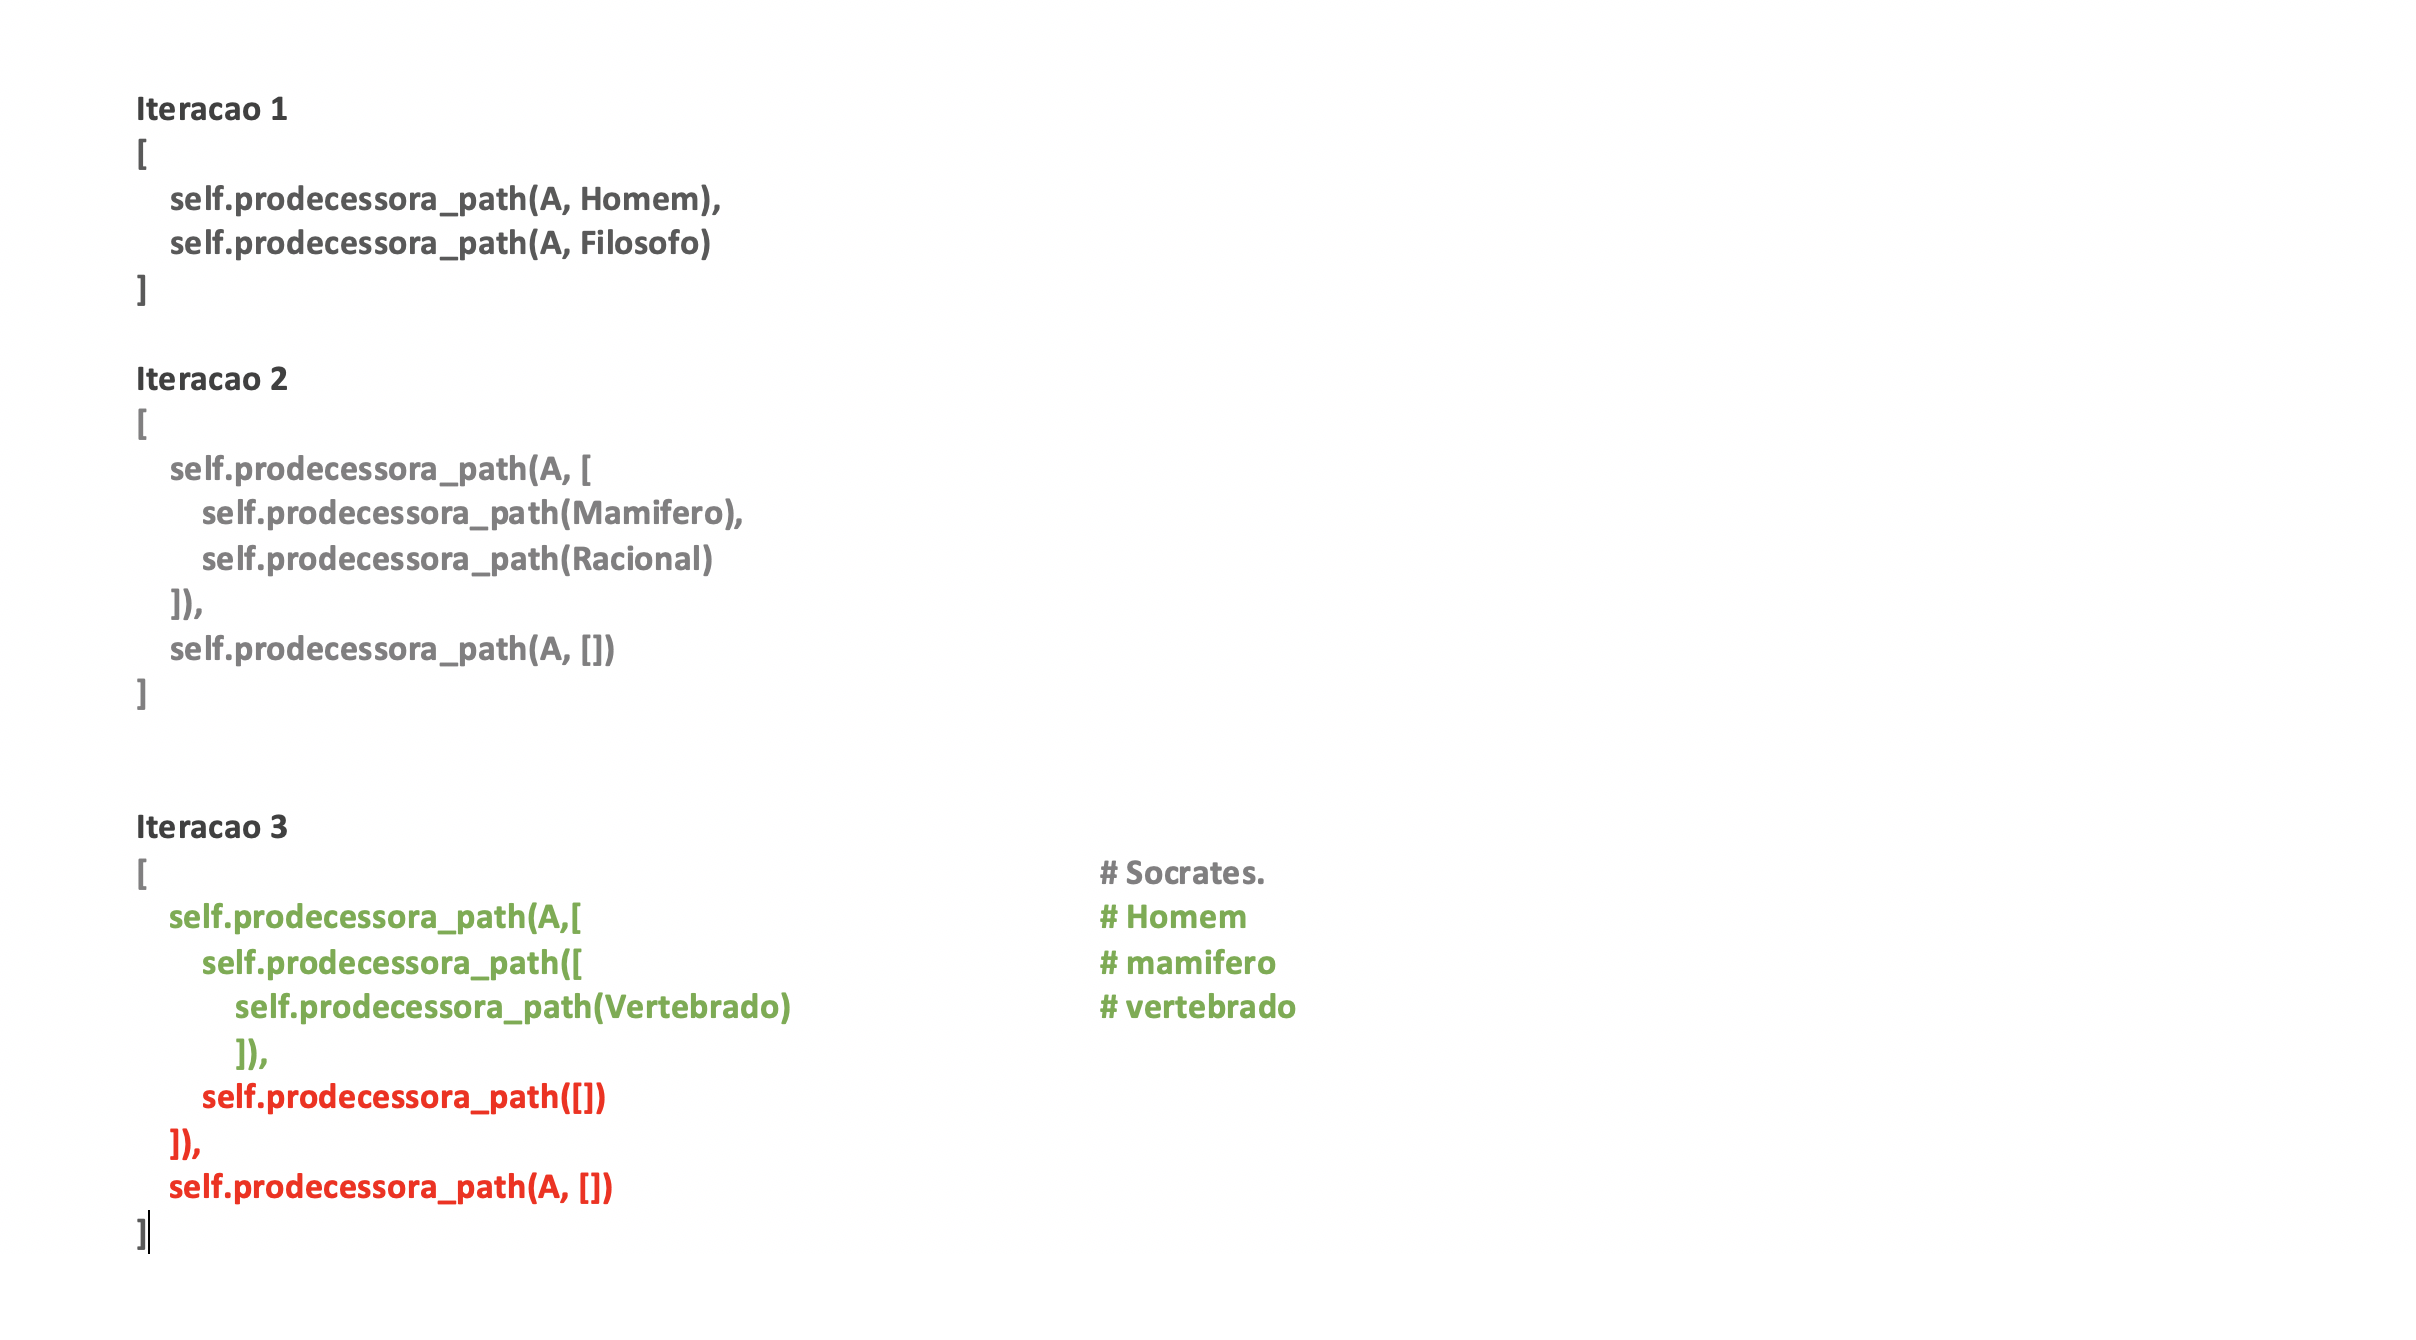 Iteracao 1
[
self.prodecessora_path(A, Homem),
self.prodecessora_path(A, Filosofo)
]
Iteracao 2
[
self.prodecessora_path(A, [
self.prodecessora_path(Mamifero),
self.prodecessora_path(Racional)
]),
self.prodecessora_path(A, [])
]
Iteracao 3
[ # Socrates.
self.prodecessora_path(A,[ # Homem
self.prodecessora_path([ # mamifero
self.prodecessora_path(Vertebrado) # vertebrado
]),
self.prodecessora_path([])
]),
self.prodecessora_path(A, [])
]